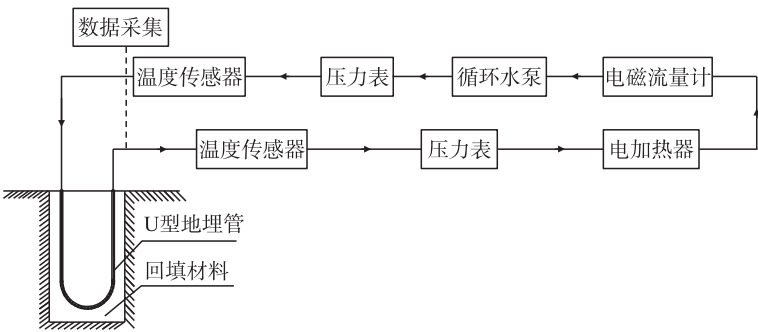 数据采集
温度传感器
压力表
循环水泵
电磁流量计
温度传感器
压力表
电加热器
U型地埋管
回填材料